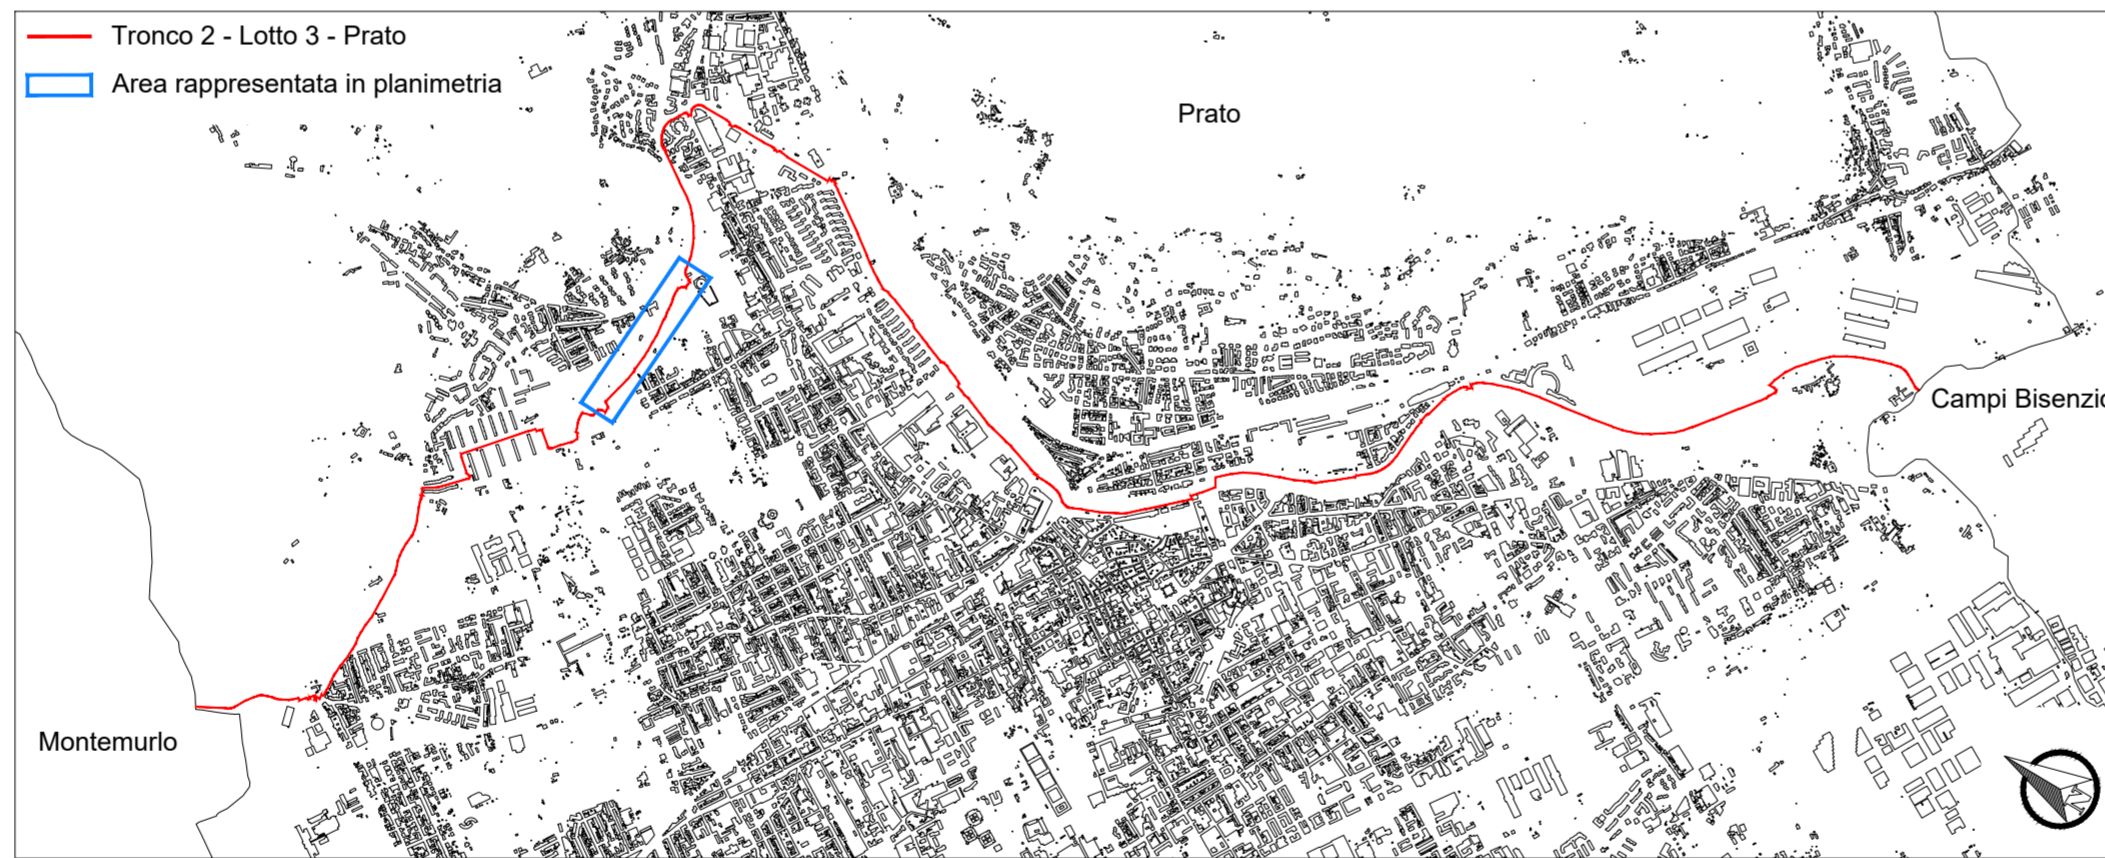 Tronco 2 - Lotto 3 - Prato
Area rappresentata in planimetria
Prato
Campi Bisenzio
Montemurlo
N